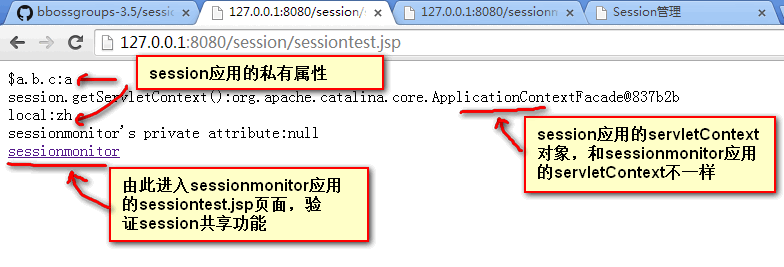 bbossgroups-3.5/sessi
127.0.0.1:8080/session/s
127.0.0.1:8080/sessionm
Session管理
127.0.0.1:8080/session/sessiontest.jsp
$a.b.c:a
session应用的私有属性
session.getServletContext():org.apache.catalina.core.ApplicationContextFacade@837b2b
local:zh
sessionmonitor's private attribute:null
sessionmonitor
session应用的servletContext
对象，和sessionmonitor应用
的servletContext不一样
由此进入sessionmonitor应用
的sessiontest.jsp页面，验
证session共享功能